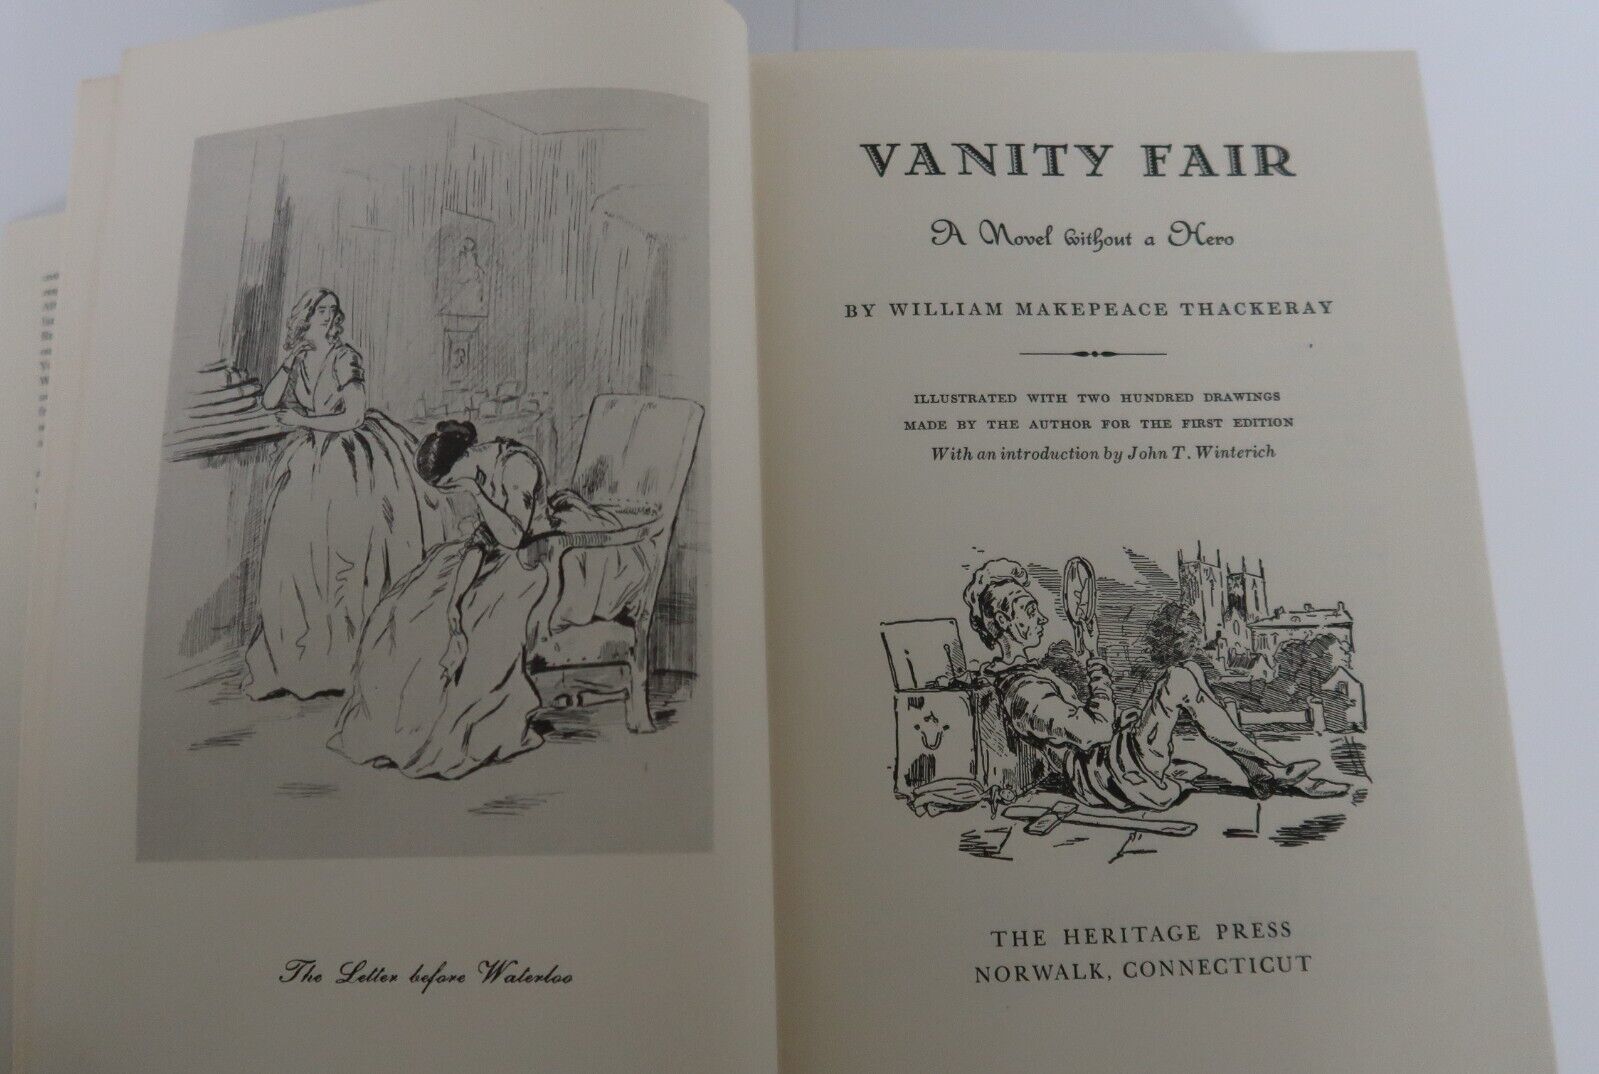 The Letter before Waterloo
VANITY FAIR
A Novel without a Hero
BY WILLIAM MAKEPEACE THACKERAY
ILLUSTRATED WITH TWO HUNDRED DRAWINGS
MADE BY THE AUTHOR FOR THE FIRST EDITION
With an introduction by John T. Winterich
THE HERITAGE PRESS
NORWALK, CONNECTICUT